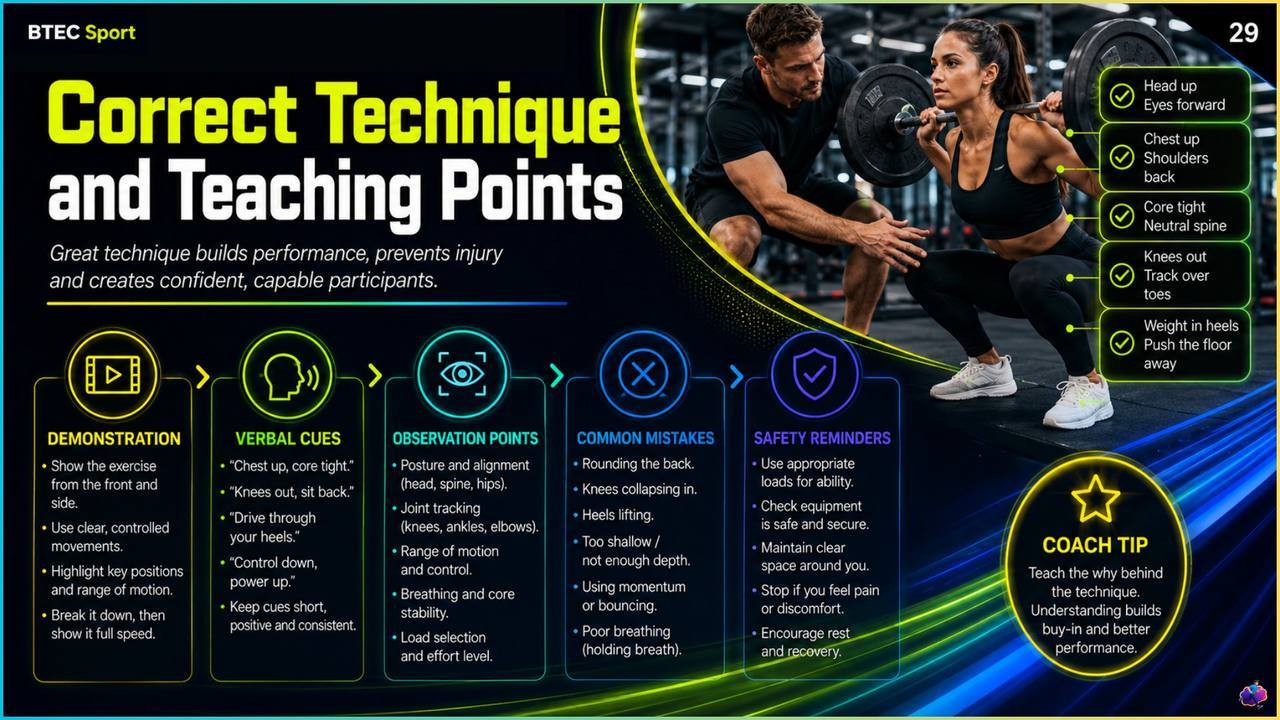 BTEC Sport
29
Correct Technique
and Teaching Points
Great technique builds performance, prevents injury
and creates confident, capable participants.
Head up
Eyes forward
Chest up
Shoulders
back
Core tight
Neutral spine
Knees out
Track over
toes
Weight in heels
Push the floor
away
DEMONSTRATION
• Show the exercise
from the front and
side.
• Use clear, controlled
movements.
• Highlight key positions
and range of motion.
• Break it down, then
show it full speed.
VERBAL CUES
• “Chest up, core tight.”
• “Knees out, sit back.”
• “Drive through
your heels.”
• “Control down,
power up.”
• Keep cues short,
positive and consistent.
OBSERVATION POINTS
• Posture and alignment
(head, spine, hips).
• Joint tracking
(knees, ankles, elbows).
• Range of motion
and control.
• Breathing and core
stability.
• Load selection
and effort level.
COMMON MISTAKES
• Rounding the back.
• Knees collapsing in.
• Heels lifting.
• Too shallow /
not enough depth.
• Using momentum
or bouncing.
• Poor breathing
(holding breath).
SAFETY REMINDERS
• Use appropriate
loads for ability.
• Check equipment
is safe and secure.
• Maintain clear
space around you.
• Stop if you feel pain
or discomfort.
• Encourage rest
and recovery.
COACH TIP
Teach the why behind
the technique.
Understanding builds
buy-in and better
performance.